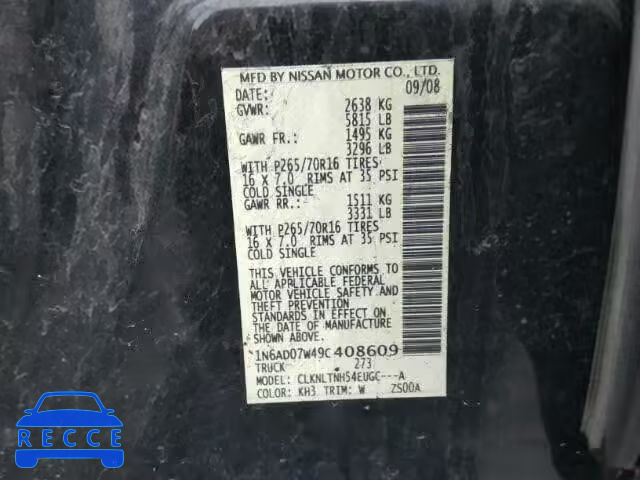 MFD BY NISSAN MOTOR CO., LTD.
DATE: 09/08
GVWR: 2638 KG
5815 LB
GAWR FR.: 1495 KG
3296 LB
WITH P265/70R16 TIRES
16 X 7.0 RIMS AT 35 PSI
COLD SINGLE
GAWR RR.: 1511 KG
3331 LB
WITH P265/70R16 TIRES
16 X 7.0 RIMS AT 35 PSI
COLD SINGLE
THIS VEHICLE CONFORMS TO
ALL APPLICABLE FEDERAL
MOTOR VEHICLE SAFETY AND
THEFT PREVENTION
STANDARDS IN EFFECT ON
THE DATE OF MANUFACTURE
SHOWN ABOVE.
1N6AD07W49C408609
TRUCK 273
MODEL: CLKNLTNH54EUGC---A
COLOR: KH3 TRIM: W ZS00A
RECCE